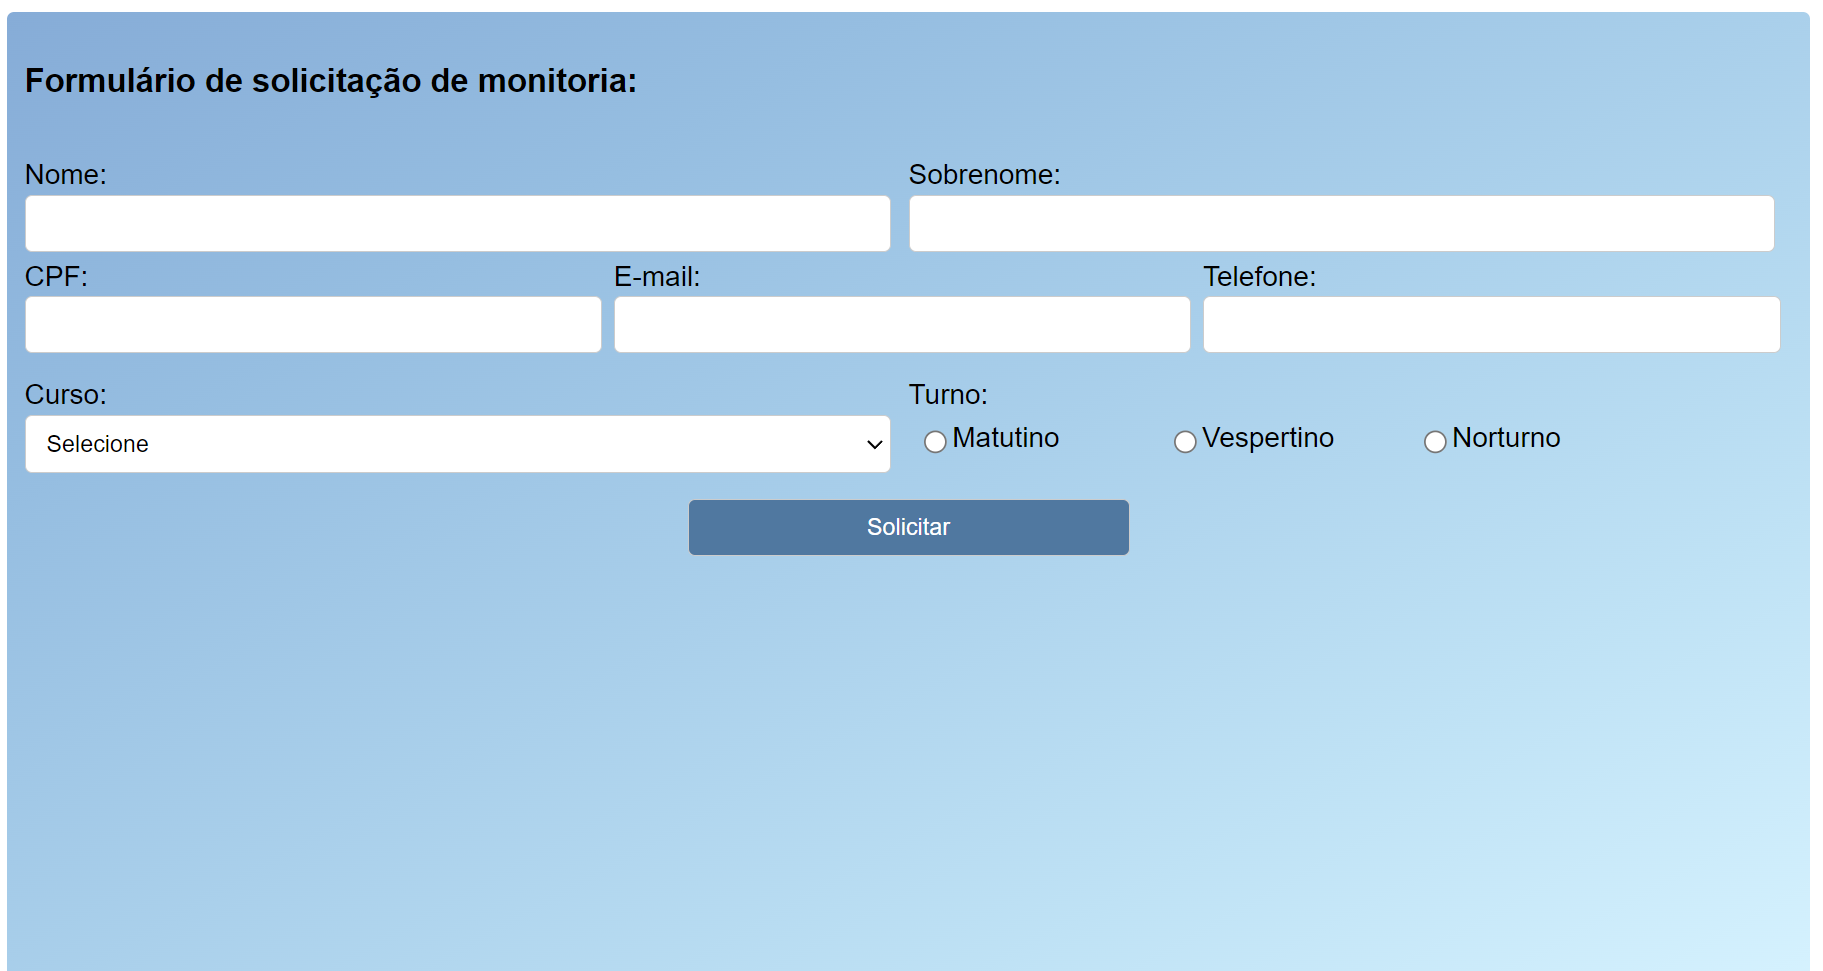 Formulário de solicitação de monitoria:
Nome: Sobrenome:
CPF: E-mail: Telefone:
Curso: Turno:
Selecione Matutino Vespertino Norturno
Solicitar